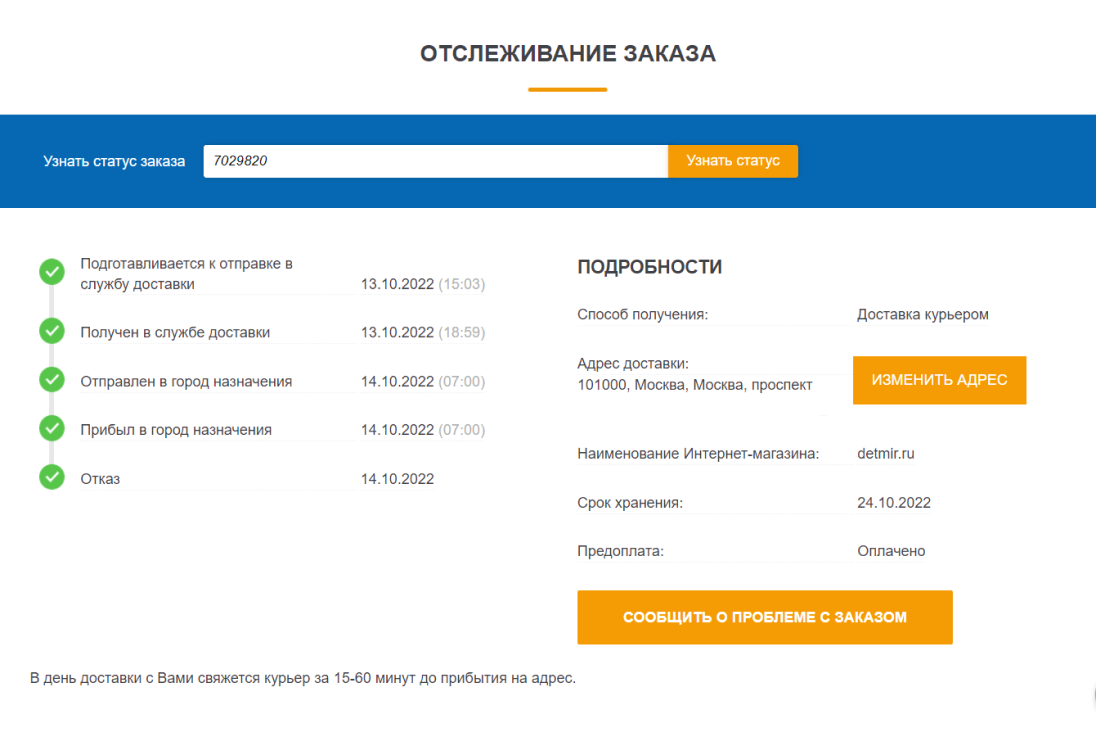 ОТСЛЕЖИВАНИЕ ЗАКАЗА
Узнать статус заказа
7029820
Узнать статус
Подготавливается к отправке в
службу доставки
13.10.2022 (15:03)
Получен в службе доставки
13.10.2022 (18:59)
Отправлен в город назначения
14.10.2022 (07:00)
Прибыл в город назначения
14.10.2022 (07:00)
Отказ
14.10.2022
ПОДРОБНОСТИ
Способ получения:
Доставка курьером
Адрес доставки:
101000, Москва, Москва, проспект
ИЗМЕНИТЬ АДРЕС
Наименование Интернет-магазина:
detmir.ru
Срок хранения:
24.10.2022
Предоплата:
Оплачено
СООБЩИТЬ О ПРОБЛЕМЕ С ЗАКАЗОМ
В день доставки с Вами свяжется курьер за 15-60 минут до прибытия на адрес.